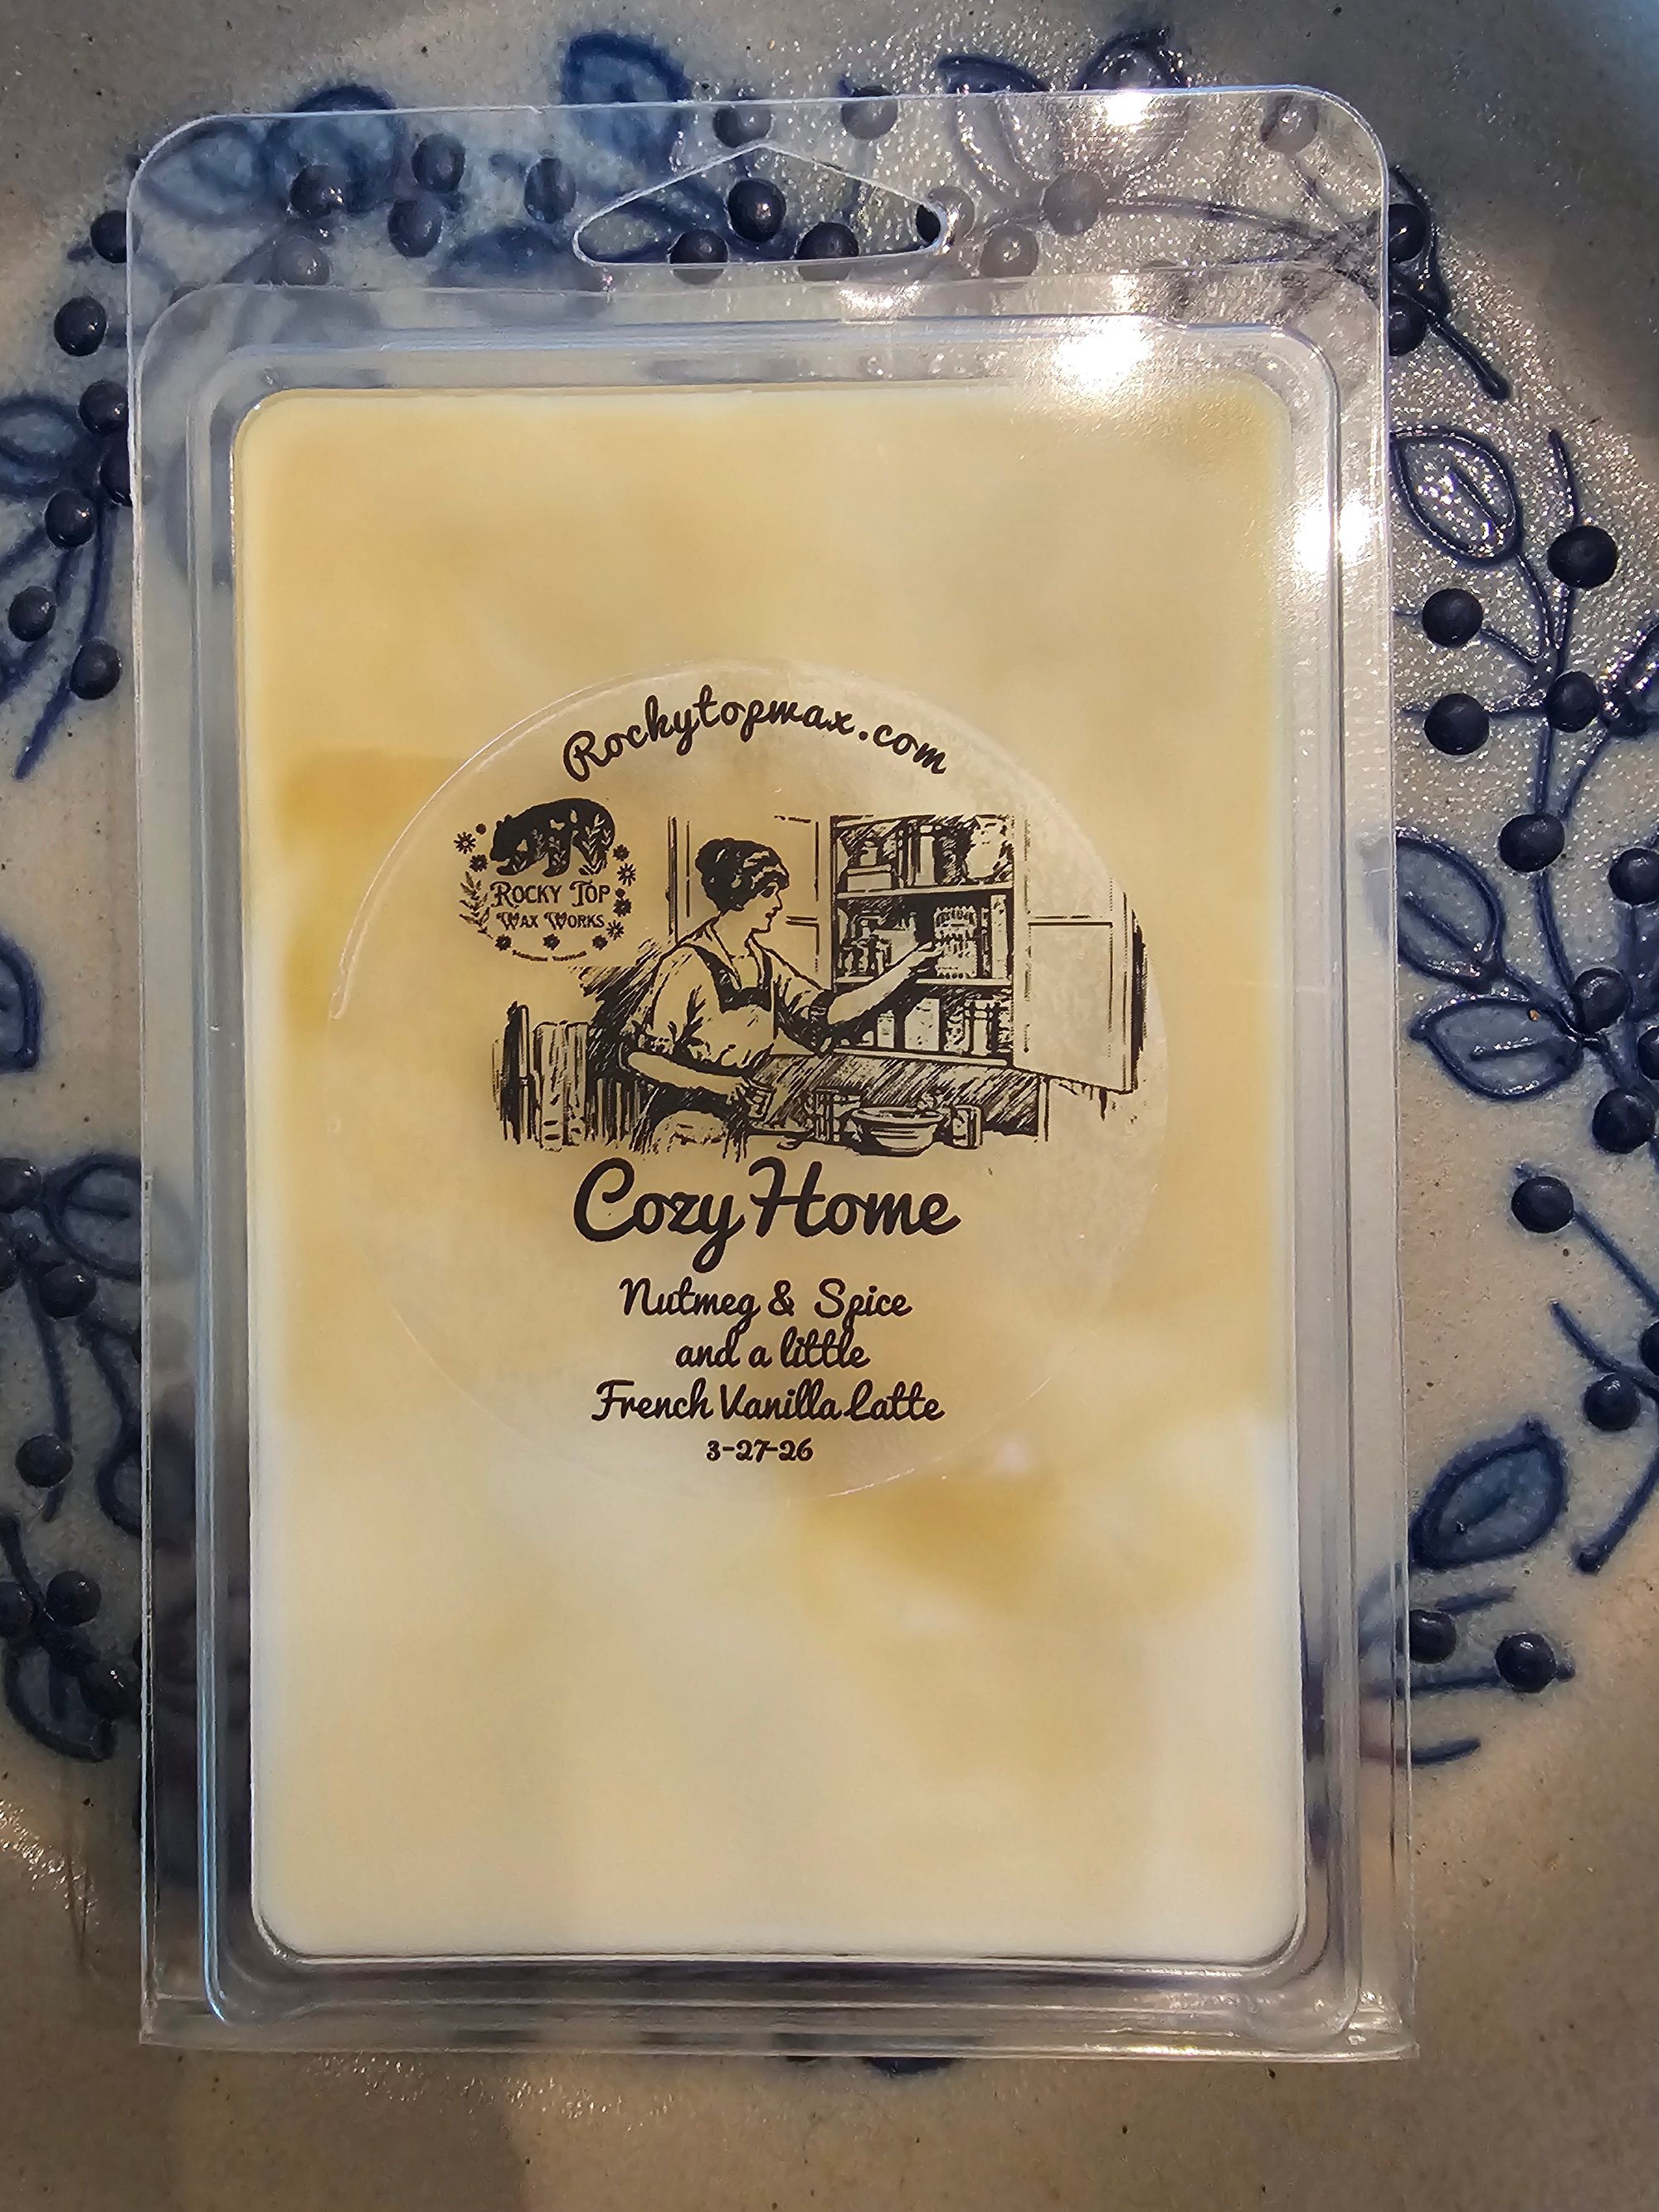 Rockytopwax.com
Rocky Top
Wax Works
Cozy Home
Nutmeg & Spice
and a little
French Vanilla Latte
3-27-26